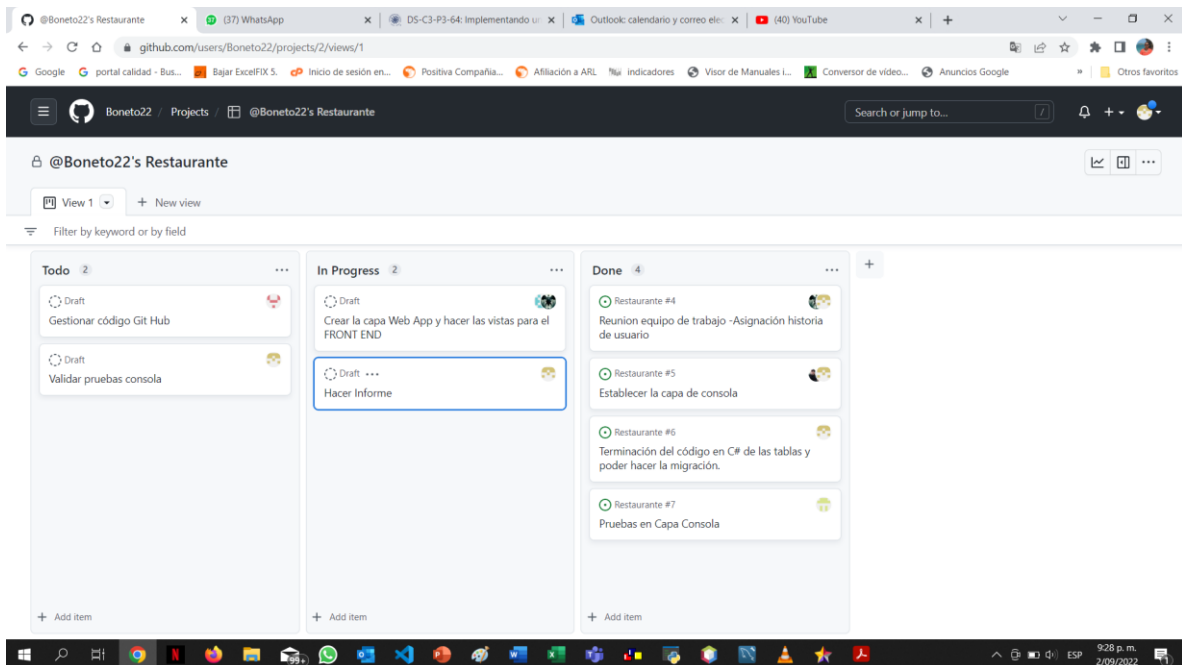 @Boneto22's Restaurante
(37) WhatsApp
DS-C3-P3-64: Implementando u
Outlook: calendario y correo elec
(40) YouTube
github.com/users/Boneto22/projects/2/views/1
Google
portal calidad - Bus...
Bajar ExcelFIX 5.
Inicio de sesión en...
Positiva Compañia...
Afiliación a ARL
indicadores
Visor de Manuales i...
Conversor de vídeo...
Anuncios Google
»
Otros favoritos
Boneto22 / Projects / @Boneto22's Restaurante
Search or jump to...
/
@Boneto22's Restaurante
View 1
+ New view
Filter by keyword or by field
Todo 2
Draft
Gestionar código Git Hub
Draft
Validar pruebas consola
+ Add item
In Progress 2
Draft
Crear la capa Web App y hacer las vistas para el
FRONT END
Draft
Hacer Informe
+ Add item
Done 4
Restaurante #4
Reunion equipo de trabajo -Asignación historia
de usuario
Restaurante #5
Establecer la capa de consola
Restaurante #6
Terminación del código en C# de las tablas y
poder hacer la migración.
Restaurante #7
Pruebas en Capa Consola
+ Add item
99+
ESP
9:28 p. m.
2/09/2022